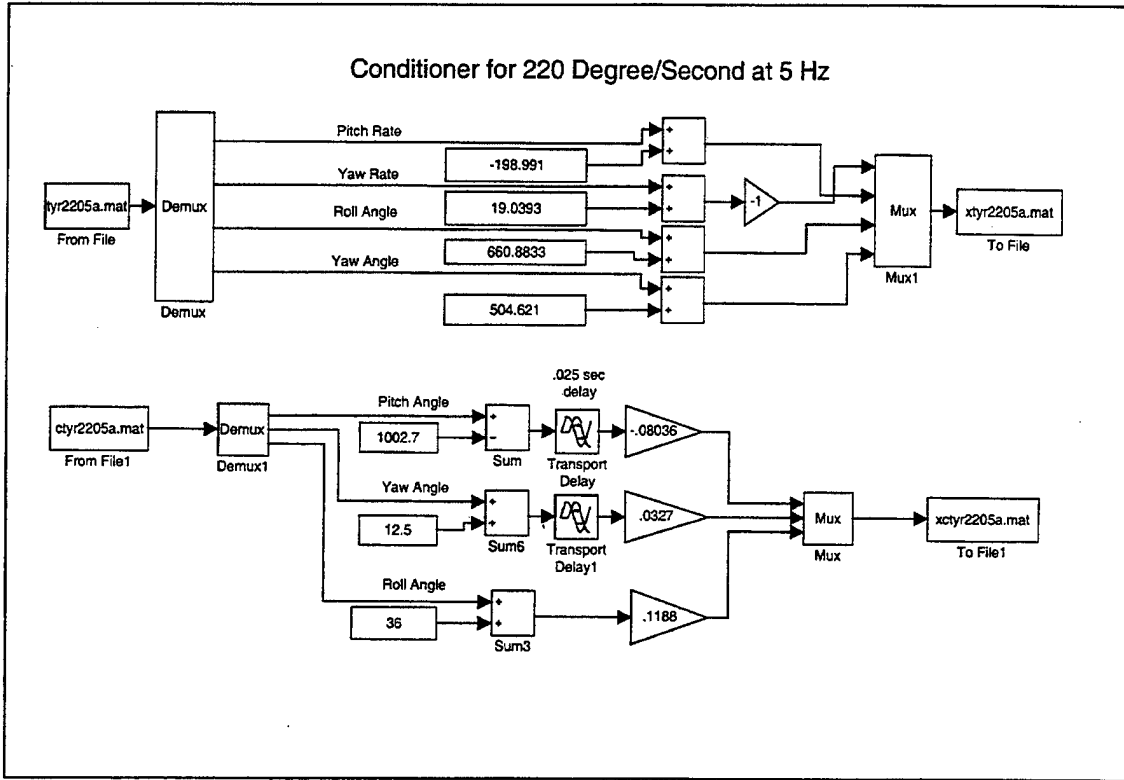 Conditioner for 220 Degree/Second at 5 Hz
Pitch Rate
-198.991
Yaw Rate
19.0393
Roll Angle
660.8833
Yaw Angle
504.621
tyr2205a.mat
From File
Demux
Demux
+
+
+
+
+
+
+
+
-1
Mux
Mux1
xtyr2205a.mat
To File
.025 sec
delay
ctyr2205a.mat
From File1
Demux
Demux1
Pitch Angle
1002.7
+
−
Sum
Transport
Delay
-.08036
Yaw Angle
12.5
+
+
Sum6
Transport
Delay1
.0327
Roll Angle
36
+
+
Sum3
.1188
Mux
Mux
xctyr2205a.mat
To File1